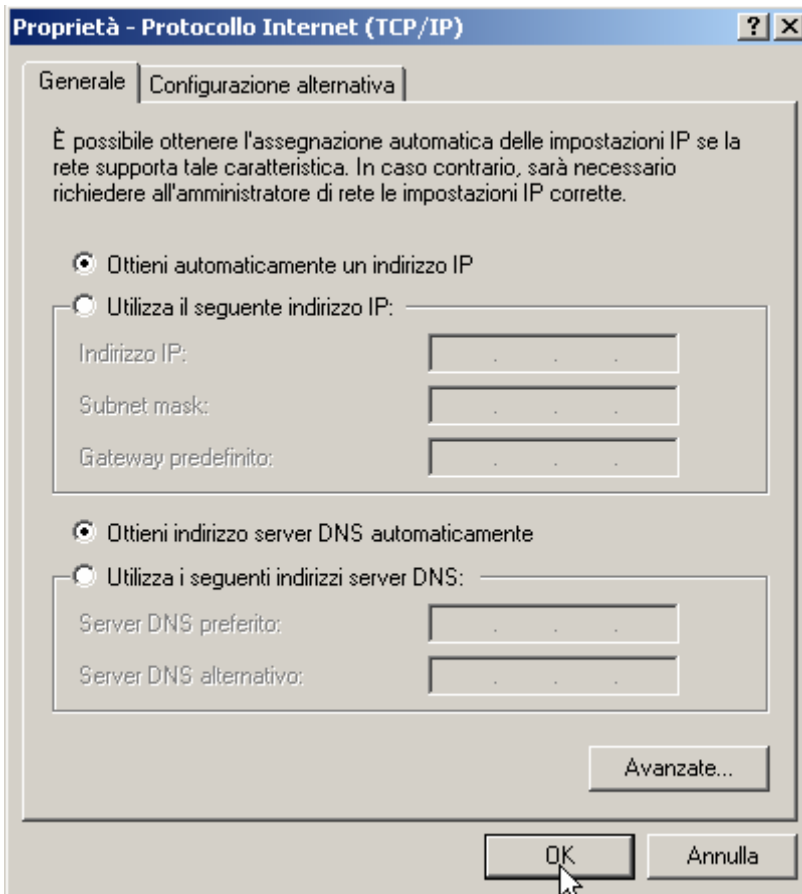 Proprietà - Protocollo Internet (TCP/IP)
Generale
Configurazione alternativa
È possibile ottenere l'assegnazione automatica delle impostazioni IP se la
rete supporta tale caratteristica. In caso contrario, sarà necessario
richiedere all'amministratore di rete le impostazioni IP corrette.
Ottieni automaticamente un indirizzo IP
Utilizza il seguente indirizzo IP:
Indirizzo IP:
Subnet mask:
Gateway predefinito:
Ottieni indirizzo server DNS automaticamente
Utilizza i seguenti indirizzi server DNS:
Server DNS preferito:
Server DNS alternativo:
Avanzate...
OK
Annulla